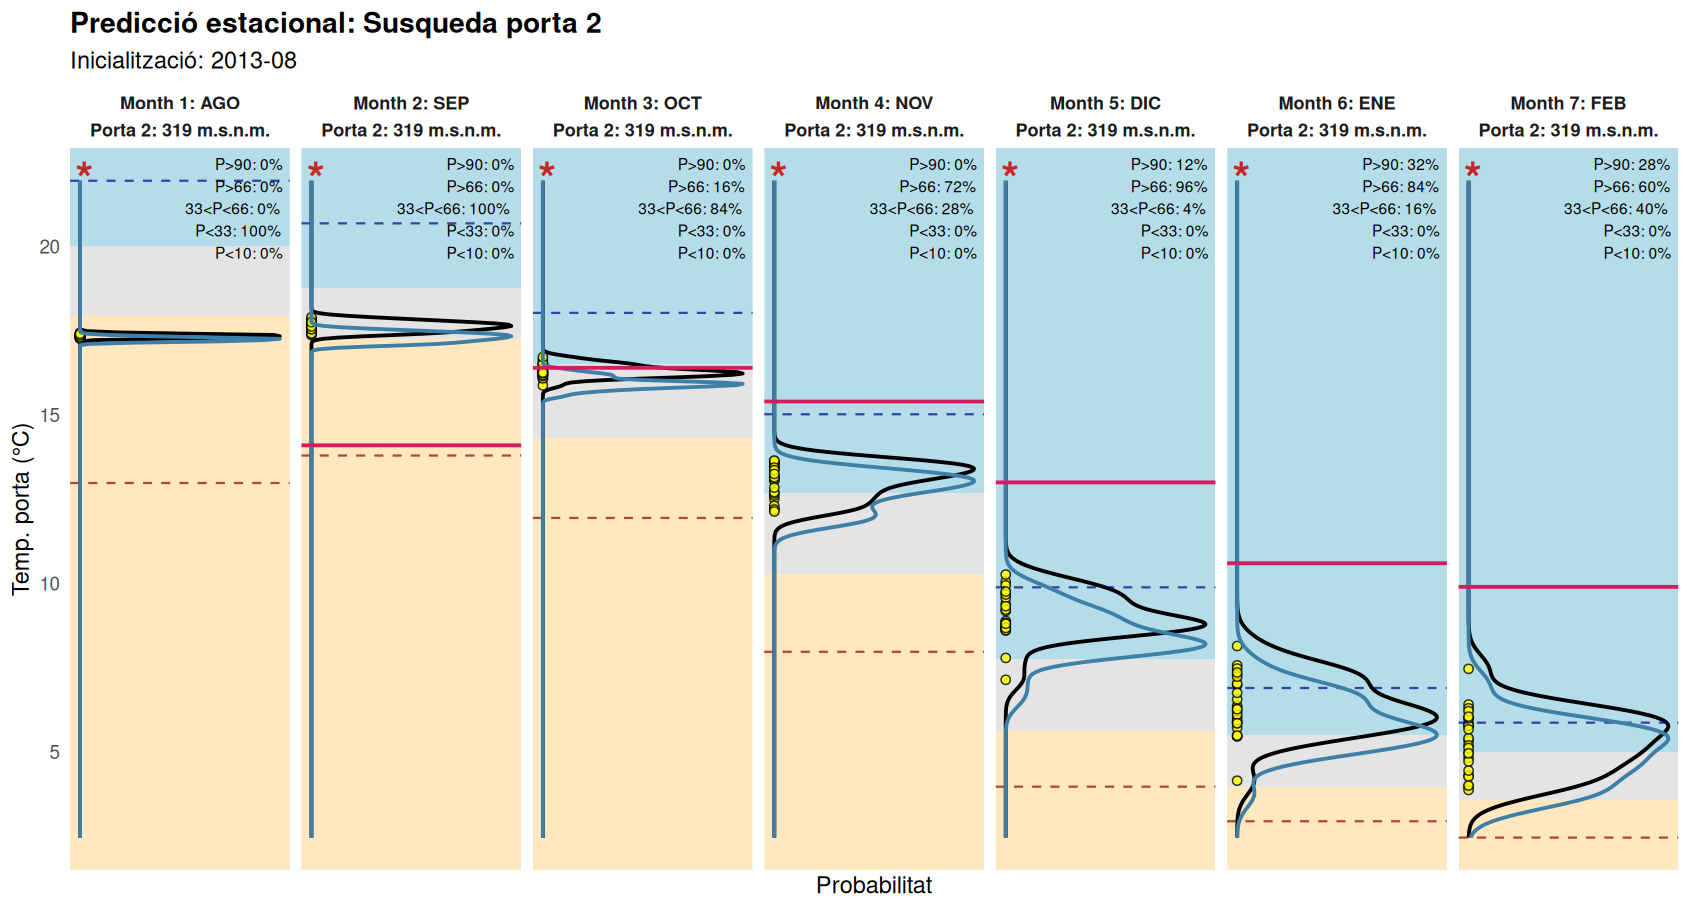 Predicció estacional: Susqueda porta 2
Inicialització: 2013-08
Month 1: AGO
Porta 2: 319 m.s.n.m.
Month 2: SEP
Porta 2: 319 m.s.n.m.
Month 3: OCT
Porta 2: 319 m.s.n.m.
Month 4: NOV
Porta 2: 319 m.s.n.m.
Month 5: DIC
Porta 2: 319 m.s.n.m.
Month 6: ENE
Porta 2: 319 m.s.n.m.
Month 7: FEB
Porta 2: 319 m.s.n.m.
*
P>90: 0%
P>66: 0%
33<P<66: 0%
P<33: 100%
P<10: 0%
*
P>90: 0%
P>66: 0%
33<P<66: 100%
P<33: 0%
P<10: 0%
*
P>90: 0%
P>66: 16%
33<P<66: 84%
P<33: 0%
P<10: 0%
*
P>90: 0%
P>66: 72%
33<P<66: 28%
P<33: 0%
P<10: 0%
*
P>90: 12%
P>66: 96%
33<P<66: 4%
P<33: 0%
P<10: 0%
*
P>90: 32%
P>66: 84%
33<P<66: 16%
P<33: 0%
P<10: 0%
*
P>90: 28%
P>66: 60%
33<P<66: 40%
P<33: 0%
P<10: 0%
20
15
10
5
Temp. porta (°C)
Probabilitat